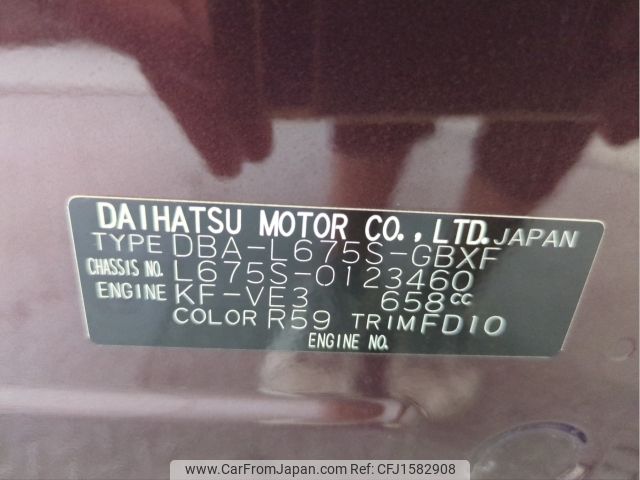 DAIHATSU MOTOR CO., LTD. JAPAN
TYPE DBA-L675S-GBXF
CHASSIS NO. L675S-0123460
ENGINE KF-VE3 658cc
COLOR R59 TRIM FD10
ENGINE NO.
www.CarFromJapan.com - CFJ1582908